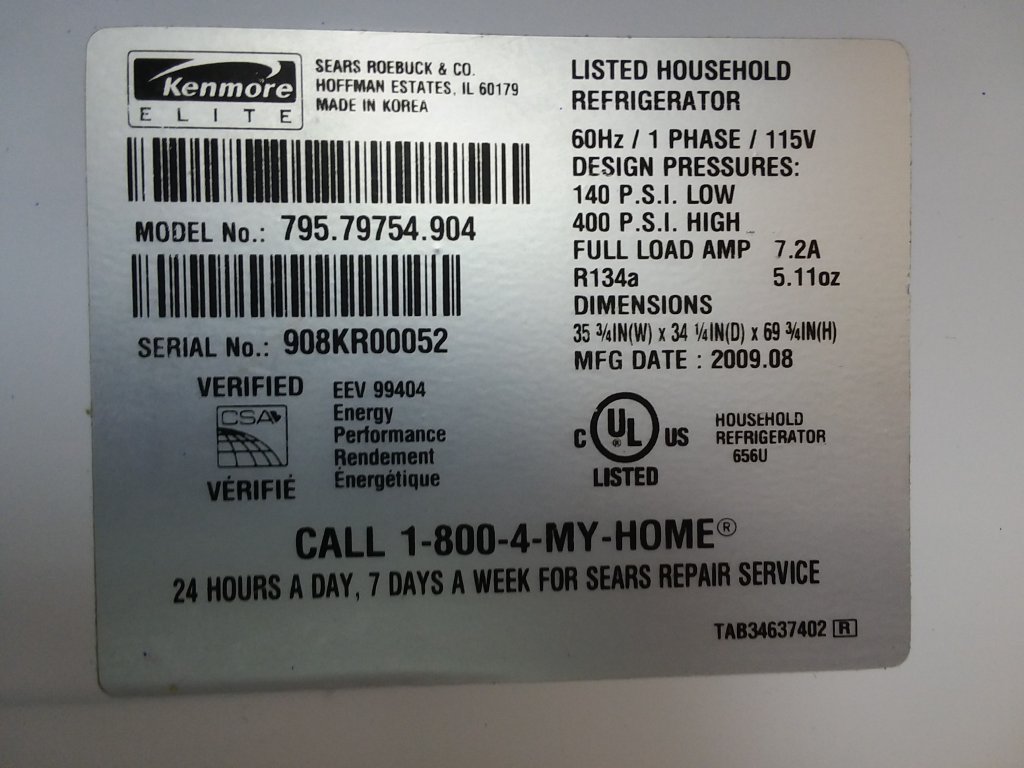 Kenmore
ELITE
SEARS ROEBUCK & CO.
HOFFMAN ESTATES, IL 60179
MADE IN KOREA
MODEL No.: 795.79754.904
SERIAL No.: 908KR00052
VERIFIED
CSA
VÉRIFIÉ
EEV 99404
Energy
Performance
Rendement
Énergétique
LISTED HOUSEHOLD
REFRIGERATOR
60Hz / 1 PHASE / 115V
DESIGN PRESSURES:
140 P.S.I. LOW
400 P.S.I. HIGH
FULL LOAD AMP 7.2A
R134a 5.11oz
DIMENSIONS
35 ¾IN(W) x 34 ¼IN(D) x 69 ¾IN(H)
MFG DATE : 2009.08
C UL® US
LISTED
HOUSEHOLD
REFRIGERATOR
656U
CALL 1-800-4-MY-HOME®
24 HOURS A DAY, 7 DAYS A WEEK FOR SEARS REPAIR SERVICE
TAB34637402 R